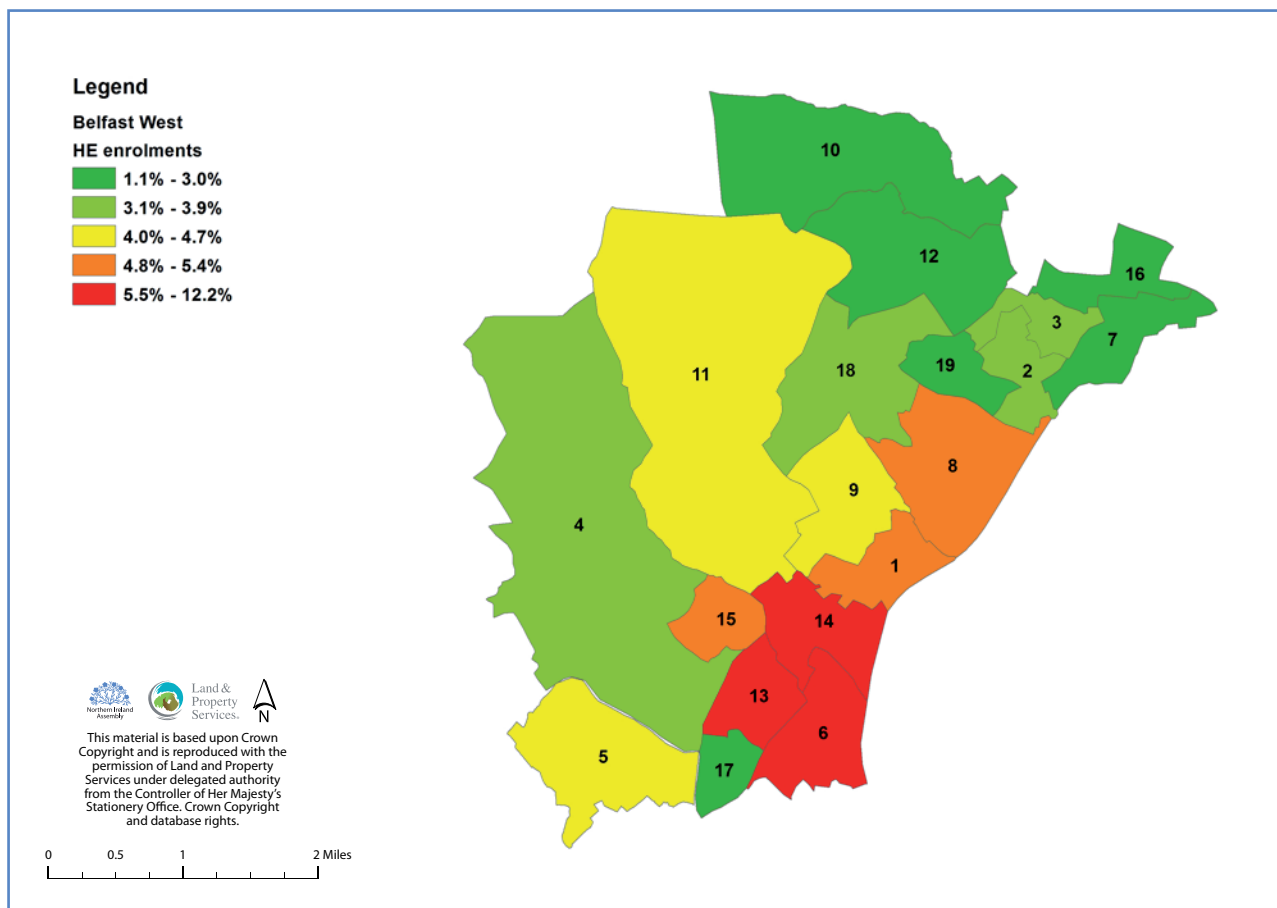 Legend
Belfast West
HE enrolments
1.1% - 3.0%
3.1% - 3.9%
4.0% - 4.7%
4.8% - 5.4%
5.5% - 12.2%
10
12
16
3
7
11
18
19
2
8
9
4
1
15
14
13
6
5
17
Northern Ireland
Assembly
Land &
Property
Services.
N
This material is based upon Crown
Copyright and is reproduced with the
permission of Land and Property
Services under delegated authority
from the Controller of Her Majesty's
Stationery Office. Crown Copyright
and database rights.
0 0.5 1 2 Miles